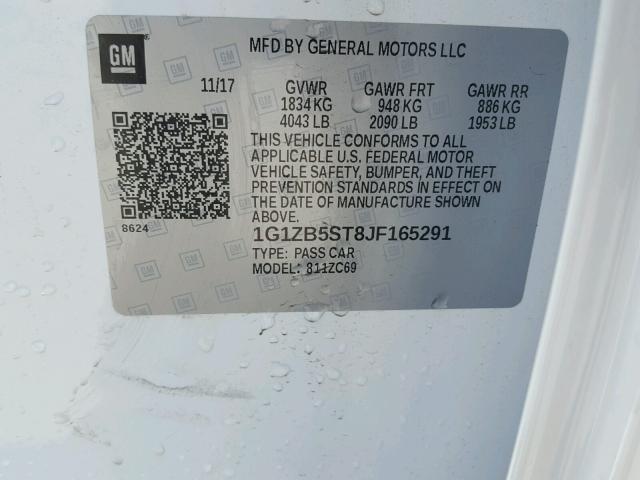 GM
MFD BY GENERAL MOTORS LLC
11/17 GVWR GAWR FRT GAWR RR
1834 KG 948 KG 886 KG
4043 LB 2090 LB 1953 LB
THIS VEHICLE CONFORMS TO ALL
APPLICABLE U.S. FEDERAL MOTOR
VEHICLE SAFETY, BUMPER, AND THEFT
PREVENTION STANDARDS IN EFFECT ON
THE DATE OF MANUFACTURE SHOWN
ABOVE.
8624
1G1ZB5ST8JF165291
TYPE: PASS CAR
MODEL: 811ZC69